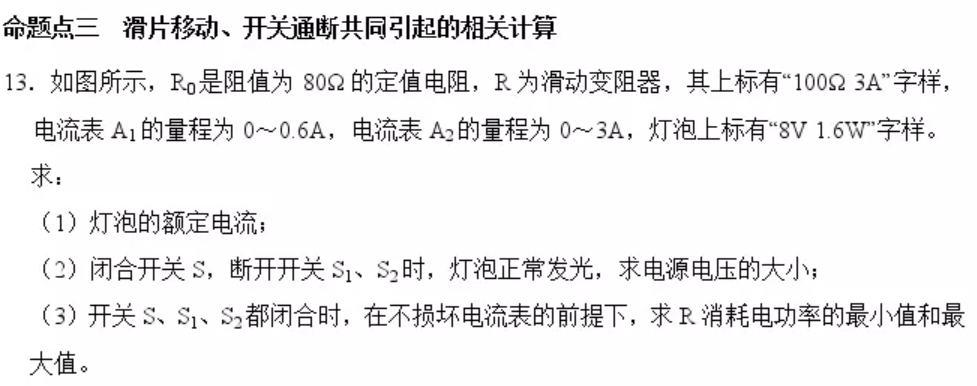 命题点三 滑片移动、开关通断共同引起的相关计算
13．如图所示，R₀是阻值为 80Ω 的定值电阻，R 为滑动变阻器，其上标有“100Ω 3A”字样，
电流表 A₁的量程为 0～0.6A，电流表 A₂的量程为 0～3A，灯泡上标有“8V 1.6W”字样。
求：
（1）灯泡的额定电流；
（2）闭合开关 S，断开开关 S₁、S₂时，灯泡正常发光，求电源电压的大小；
（3）开关 S、S₁、S₂都闭合时，在不损坏电流表的前提下，求 R 消耗电功率的最小值和最
大值。